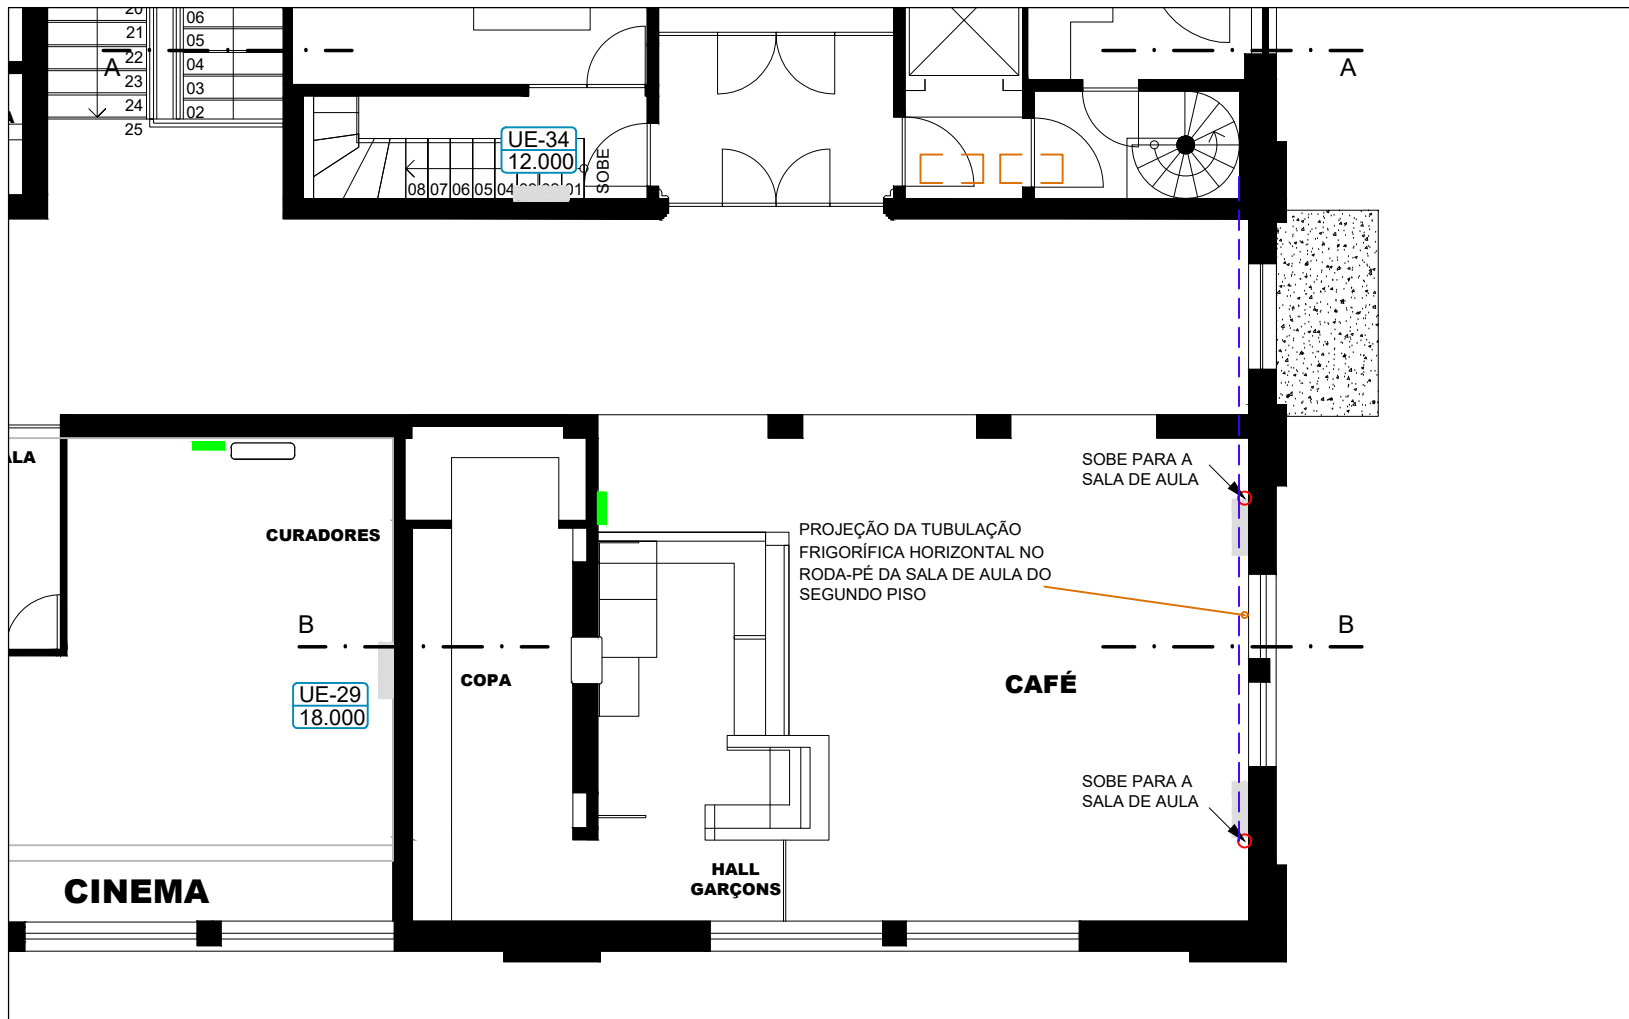 20
21
22
23
24
25
06
05
04
03
02
A
A
UE-34
12.000
SOBE
08 07 06 05 04 01
CURADORES
SOBE PARA A
SALA DE AULA
PROJEÇÃO DA TUBULAÇÃO
FRIGORÍFICA HORIZONTAL NO
RODA-PÉ DA SALA DE AULA DO
SEGUNDO PISO
B
B
COPA
CAFÉ
UE-29
18.000
SOBE PARA A
SALA DE AULA
HALL
GARÇONS
CINEMA